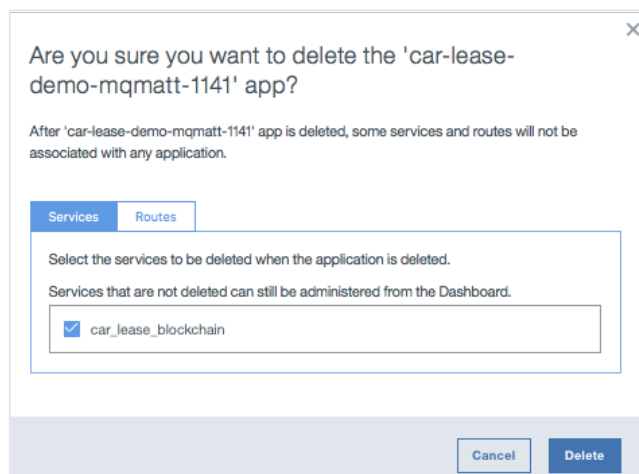 Are you sure you want to delete the 'car-lease-
demo-mqmatt-1141' app?
After 'car-lease-demo-mqmatt-1141' app is deleted, some services and routes will not be
associated with any application.
Services Routes
Select the services to be deleted when the application is deleted.
Services that are not deleted can still be administered from the Dashboard.
car_lease_blockchain
Cancel Delete